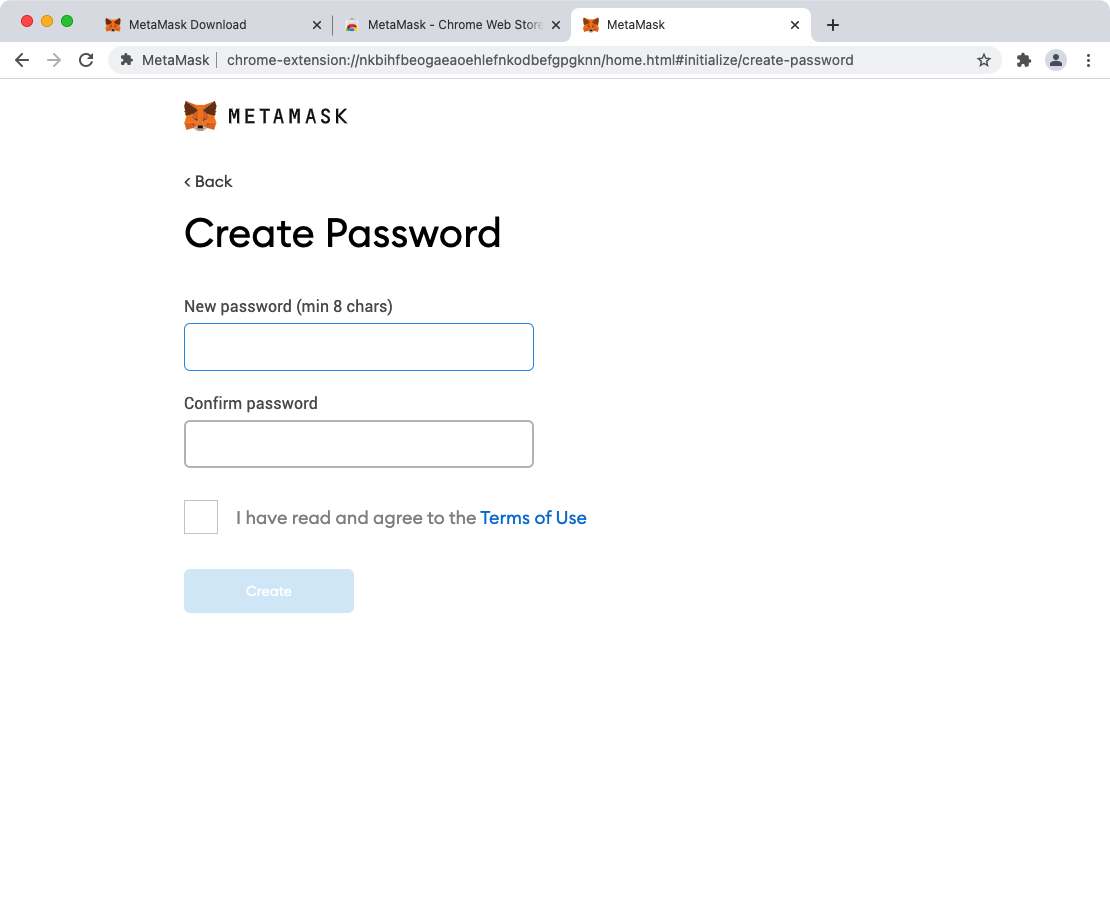 MetaMask Download
MetaMask - Chrome Web Store
MetaMask
MetaMask
chrome-extension://nkbihfbeogaeaoehlefnkodbefgpgknn/home.html#initialize/create-password
METAMASK
< Back
Create Password
New password (min 8 chars)
Confirm password
I have read and agree to the Terms of Use
Create